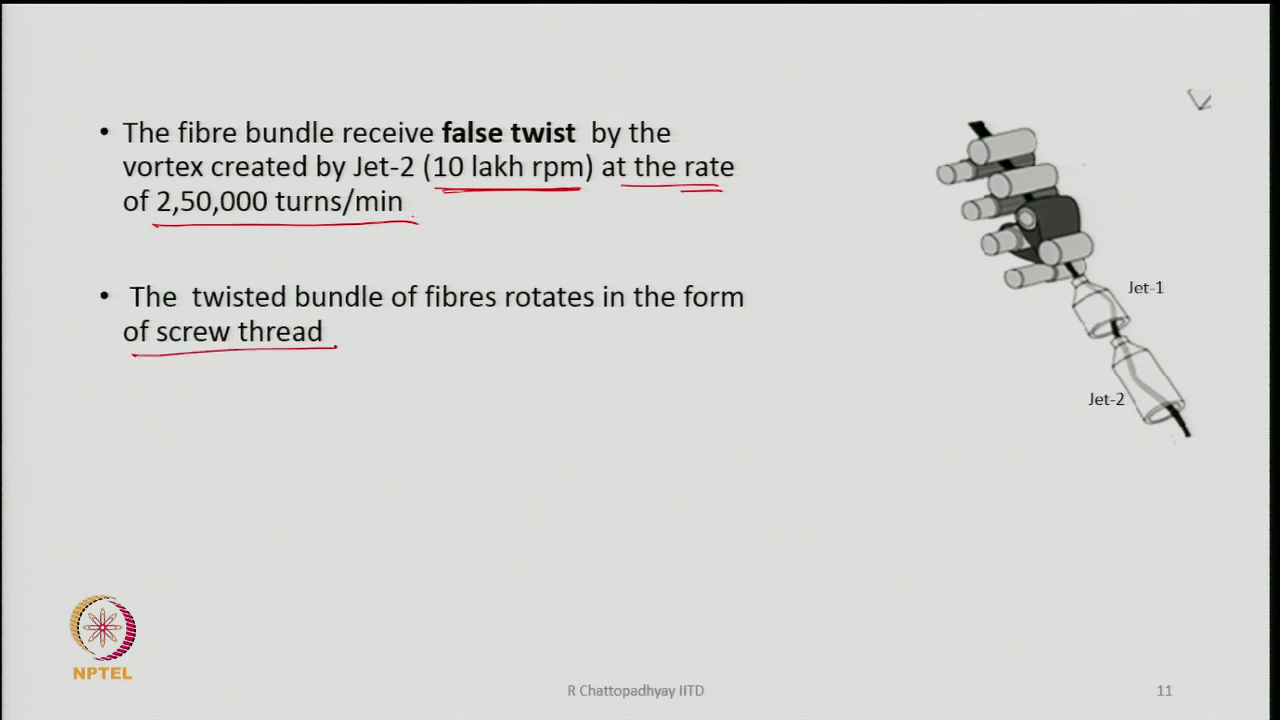 • The fibre bundle receive false twist by the
vortex created by Jet-2 (10 lakh rpm) at the rate
of 2,50,000 turns/min
• The twisted bundle of fibres rotates in the form
of screw thread
Jet-1
Jet-2
NPTEL
R Chattopadhyay IITD
11